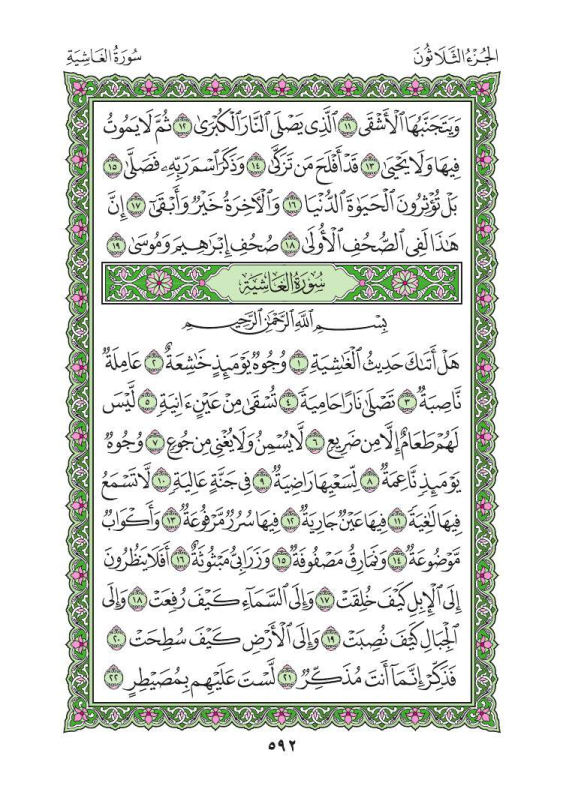 الجُزْءُ الثَّلَاثُونَ
سُورَةُ الغَاشِيَةِ
وَيَتَجَنَّبُهَا ٱلْأَشْقَى ١١ ٱلَّذِى يَصْلَى ٱلنَّارَ ٱلْكُبْرَىٰ ١٢ ثُمَّ لَا يَمُوتُ
فِيهَا وَلَا يَحْيَىٰ ١٣ قَدْ أَفْلَحَ مَن تَزَكَّىٰ ١٤ وَذَكَرَ ٱسْمَ رَبِّهِۦ فَصَلَّىٰ ١٥
بَلْ تُؤْثِرُونَ ٱلْحَيَوٰةَ ٱلدُّنْيَا ١٦ وَٱلْـَٔاخِرَةُ خَيْرٌ وَأَبْقَىٰٓ ١٧ إِنَّ
هَـٰذَا لَفِى ٱلصُّحُفِ ٱلْأُولَىٰ ١٨ صُحُفِ إِبْرَٰهِيمَ وَمُوسَىٰ ١٩
سُورَةُ الغَاشِيَةِ
بِسْمِ ٱللَّهِ ٱلرَّحْمَـٰنِ ٱلرَّحِيمِ
هَلْ أَتَىٰكَ حَدِيثُ ٱلْغَـٰشِيَةِ ١ وُجُوهٌ يَوْمَئِذٍ خَـٰشِعَةٌ ٢ عَامِلَةٌ
نَّاصِبَةٌ ٣ تَصْلَىٰ نَارًا حَامِيَةً ٤ تُسْقَىٰ مِنْ عَيْنٍ ءَانِيَةٍ ٥ لَّيْسَ
لَهُمْ طَعَامٌ إِلَّا مِن ضَرِيعٍ ٦ لَّا يُسْمِنُ وَلَا يُغْنِى مِن جُوعٍ ٧ وُجُوهٌ
يَوْمَئِذٍ نَّاعِمَةٌ ٨ لِّسَعْيِهَا رَاضِيَةٌ ٩ فِى جَنَّةٍ عَالِيَةٍ ١٠ لَّا تَسْمَعُ
فِيهَا لَـٰغِيَةً ١١ فِيهَا عَيْنٌ جَارِيَةٌ ١٢ فِيهَا سُرُرٌ مَّرْفُوعَةٌ ١٣ وَأَكْوَابٌ
مَّوْضُوعَةٌ ١٤ وَنَمَارِقُ مَصْفُوفَةٌ ١٥ وَزَرَابِىُّ مَبْثُوثَةٌ ١٦ أَفَلَا يَنظُرُونَ
إِلَى ٱلْإِبِلِ كَيْفَ خُلِقَتْ ١٧ وَإِلَى ٱلسَّمَآءِ كَيْفَ رُفِعَتْ ١٨ وَإِلَى
ٱلْجِبَالِ كَيْفَ نُصِبَتْ ١٩ وَإِلَى ٱلْأَرْضِ كَيْفَ سُطِحَتْ ٢٠
فَذَكِّرْ إِنَّمَآ أَنتَ مُذَكِّرٌ ٢١ لَّسْتَ عَلَيْهِم بِمُصَيْطِرٍ ٢٢
٥٩٢